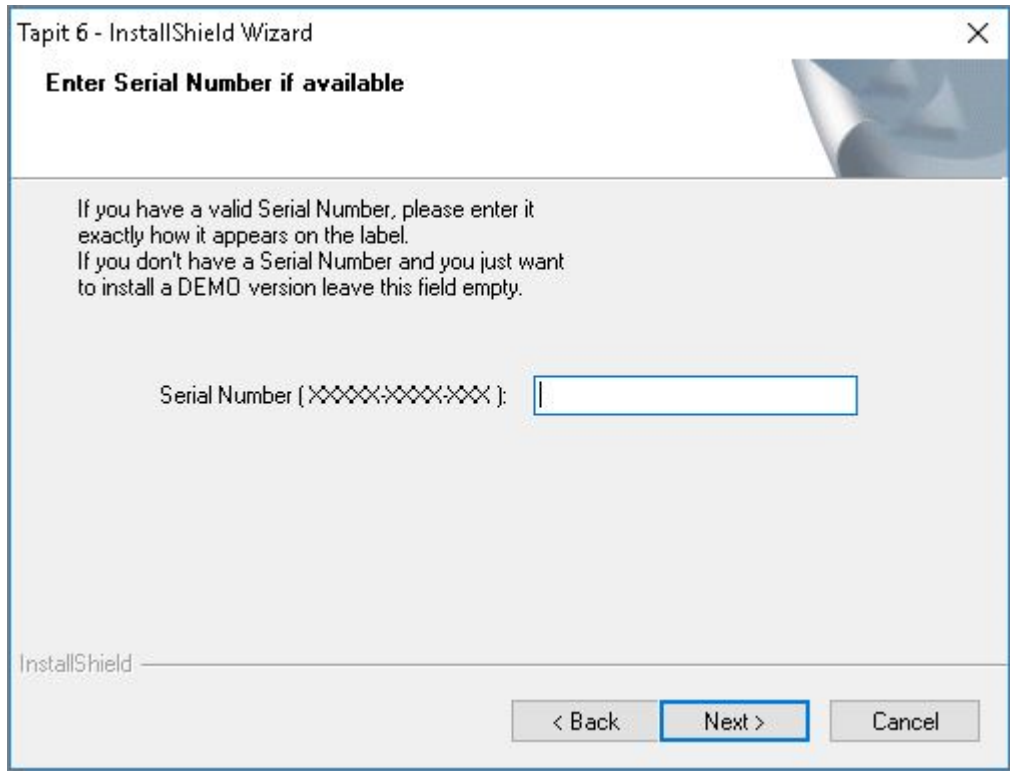 Tapit 6 - InstallShield Wizard
Enter Serial Number if available
If you have a valid Serial Number, please enter it
exactly how it appears on the label.
If you don't have a Serial Number and you just want
to install a DEMO version leave this field empty.
Serial Number ( XXXXX-XXXX-XXX ):
InstallShield
< Back
Next >
Cancel